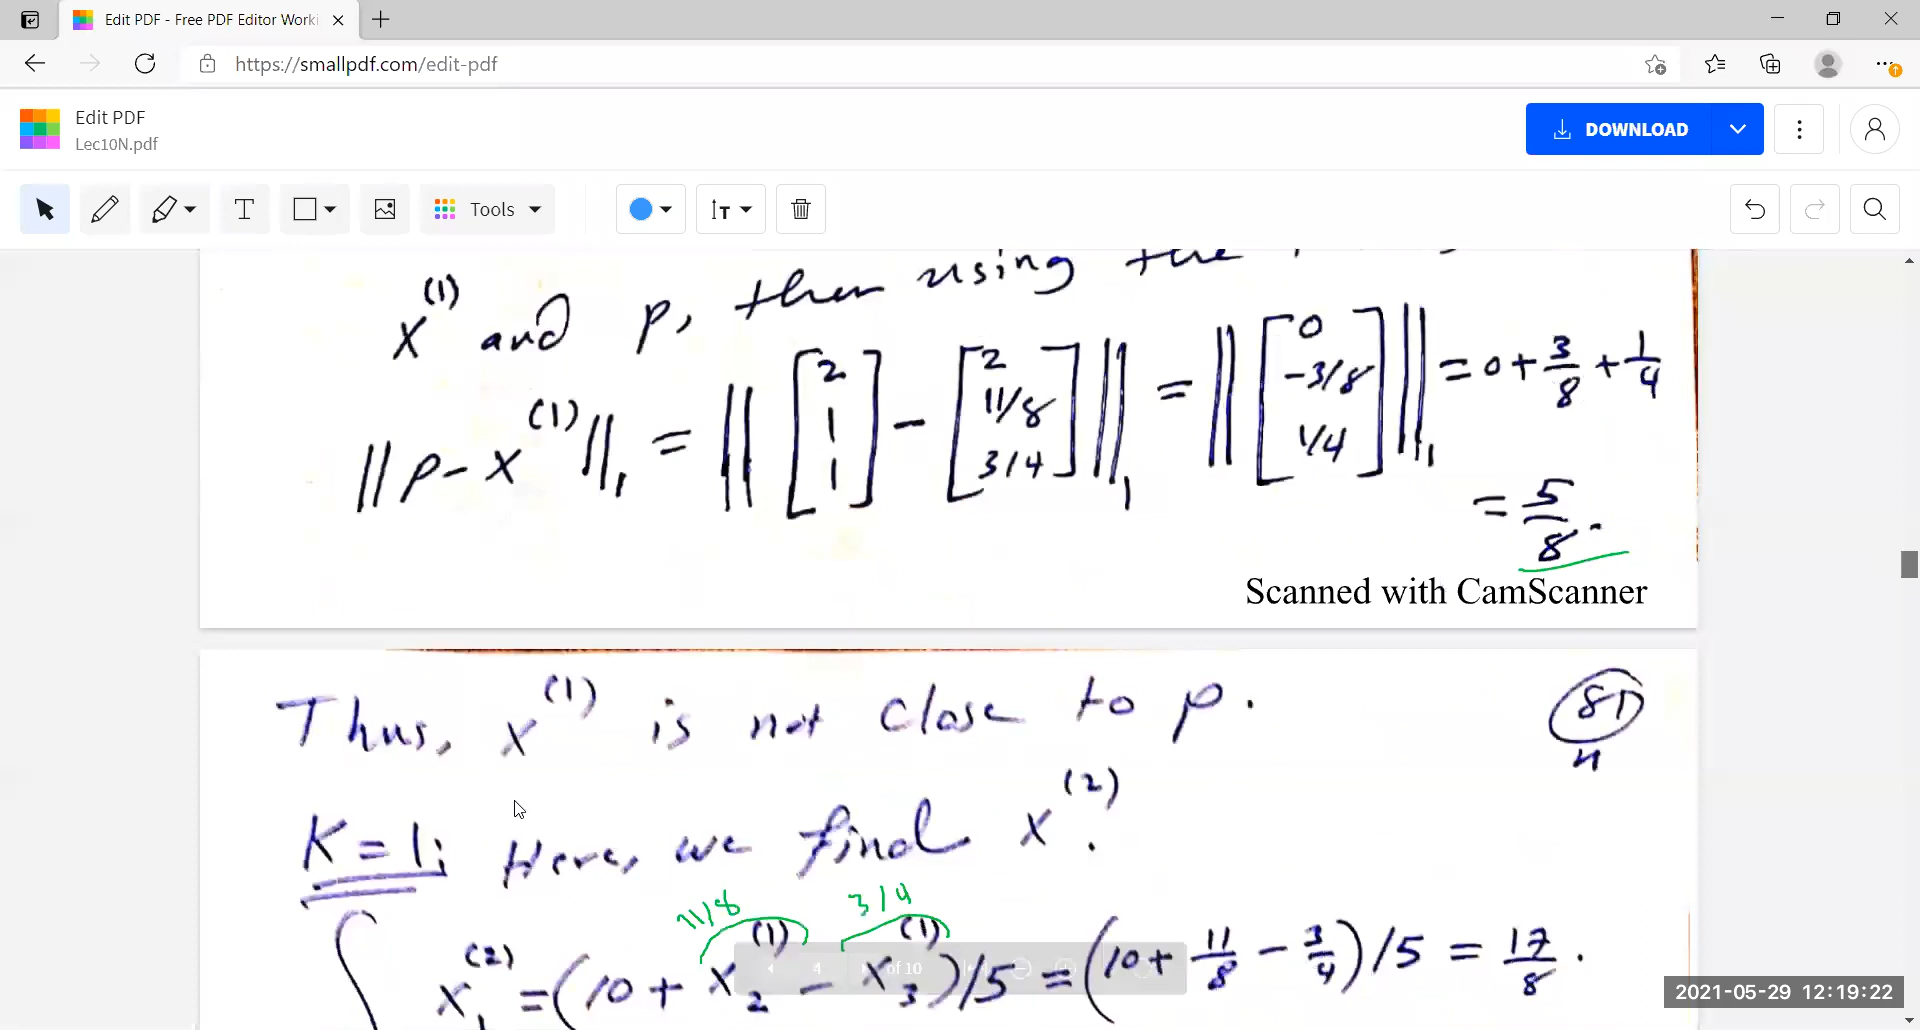 Edit PDF - Free PDF Editor Worki
https://smallpdf.com/edit-pdf
Edit PDF
Lec10N.pdf
DOWNLOAD
T Tools
x^(1) and p, then using the
||p - x^(1)||_1 = || [2 1 1] - [2 11/8 3/4] ||_1 = || [0 -3/8 1/4] ||_1 = 0 + 3/8 + 1/4
= 5/8.
Scanned with CamScanner
Thus, x^(1) is not close to p.
81
K=1; Here, we find x^(2).
11/8 3/4
x_1^(2) = (10 + x_2^(1) - x_3^(1))/5 = (10 + 11/8 - 3/4)/5 = 17/8.
4 of 10
2021-05-29 12:19:22